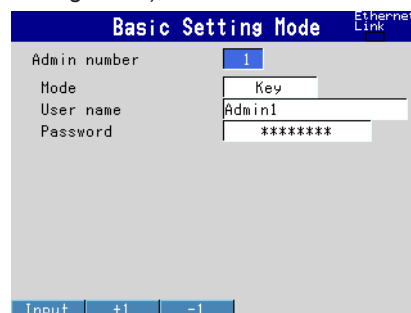 Basic Setting Mode
Ethernet
Link
Admin number 1
Mode Key
User name Admin1
Password ********
Input +1 -1